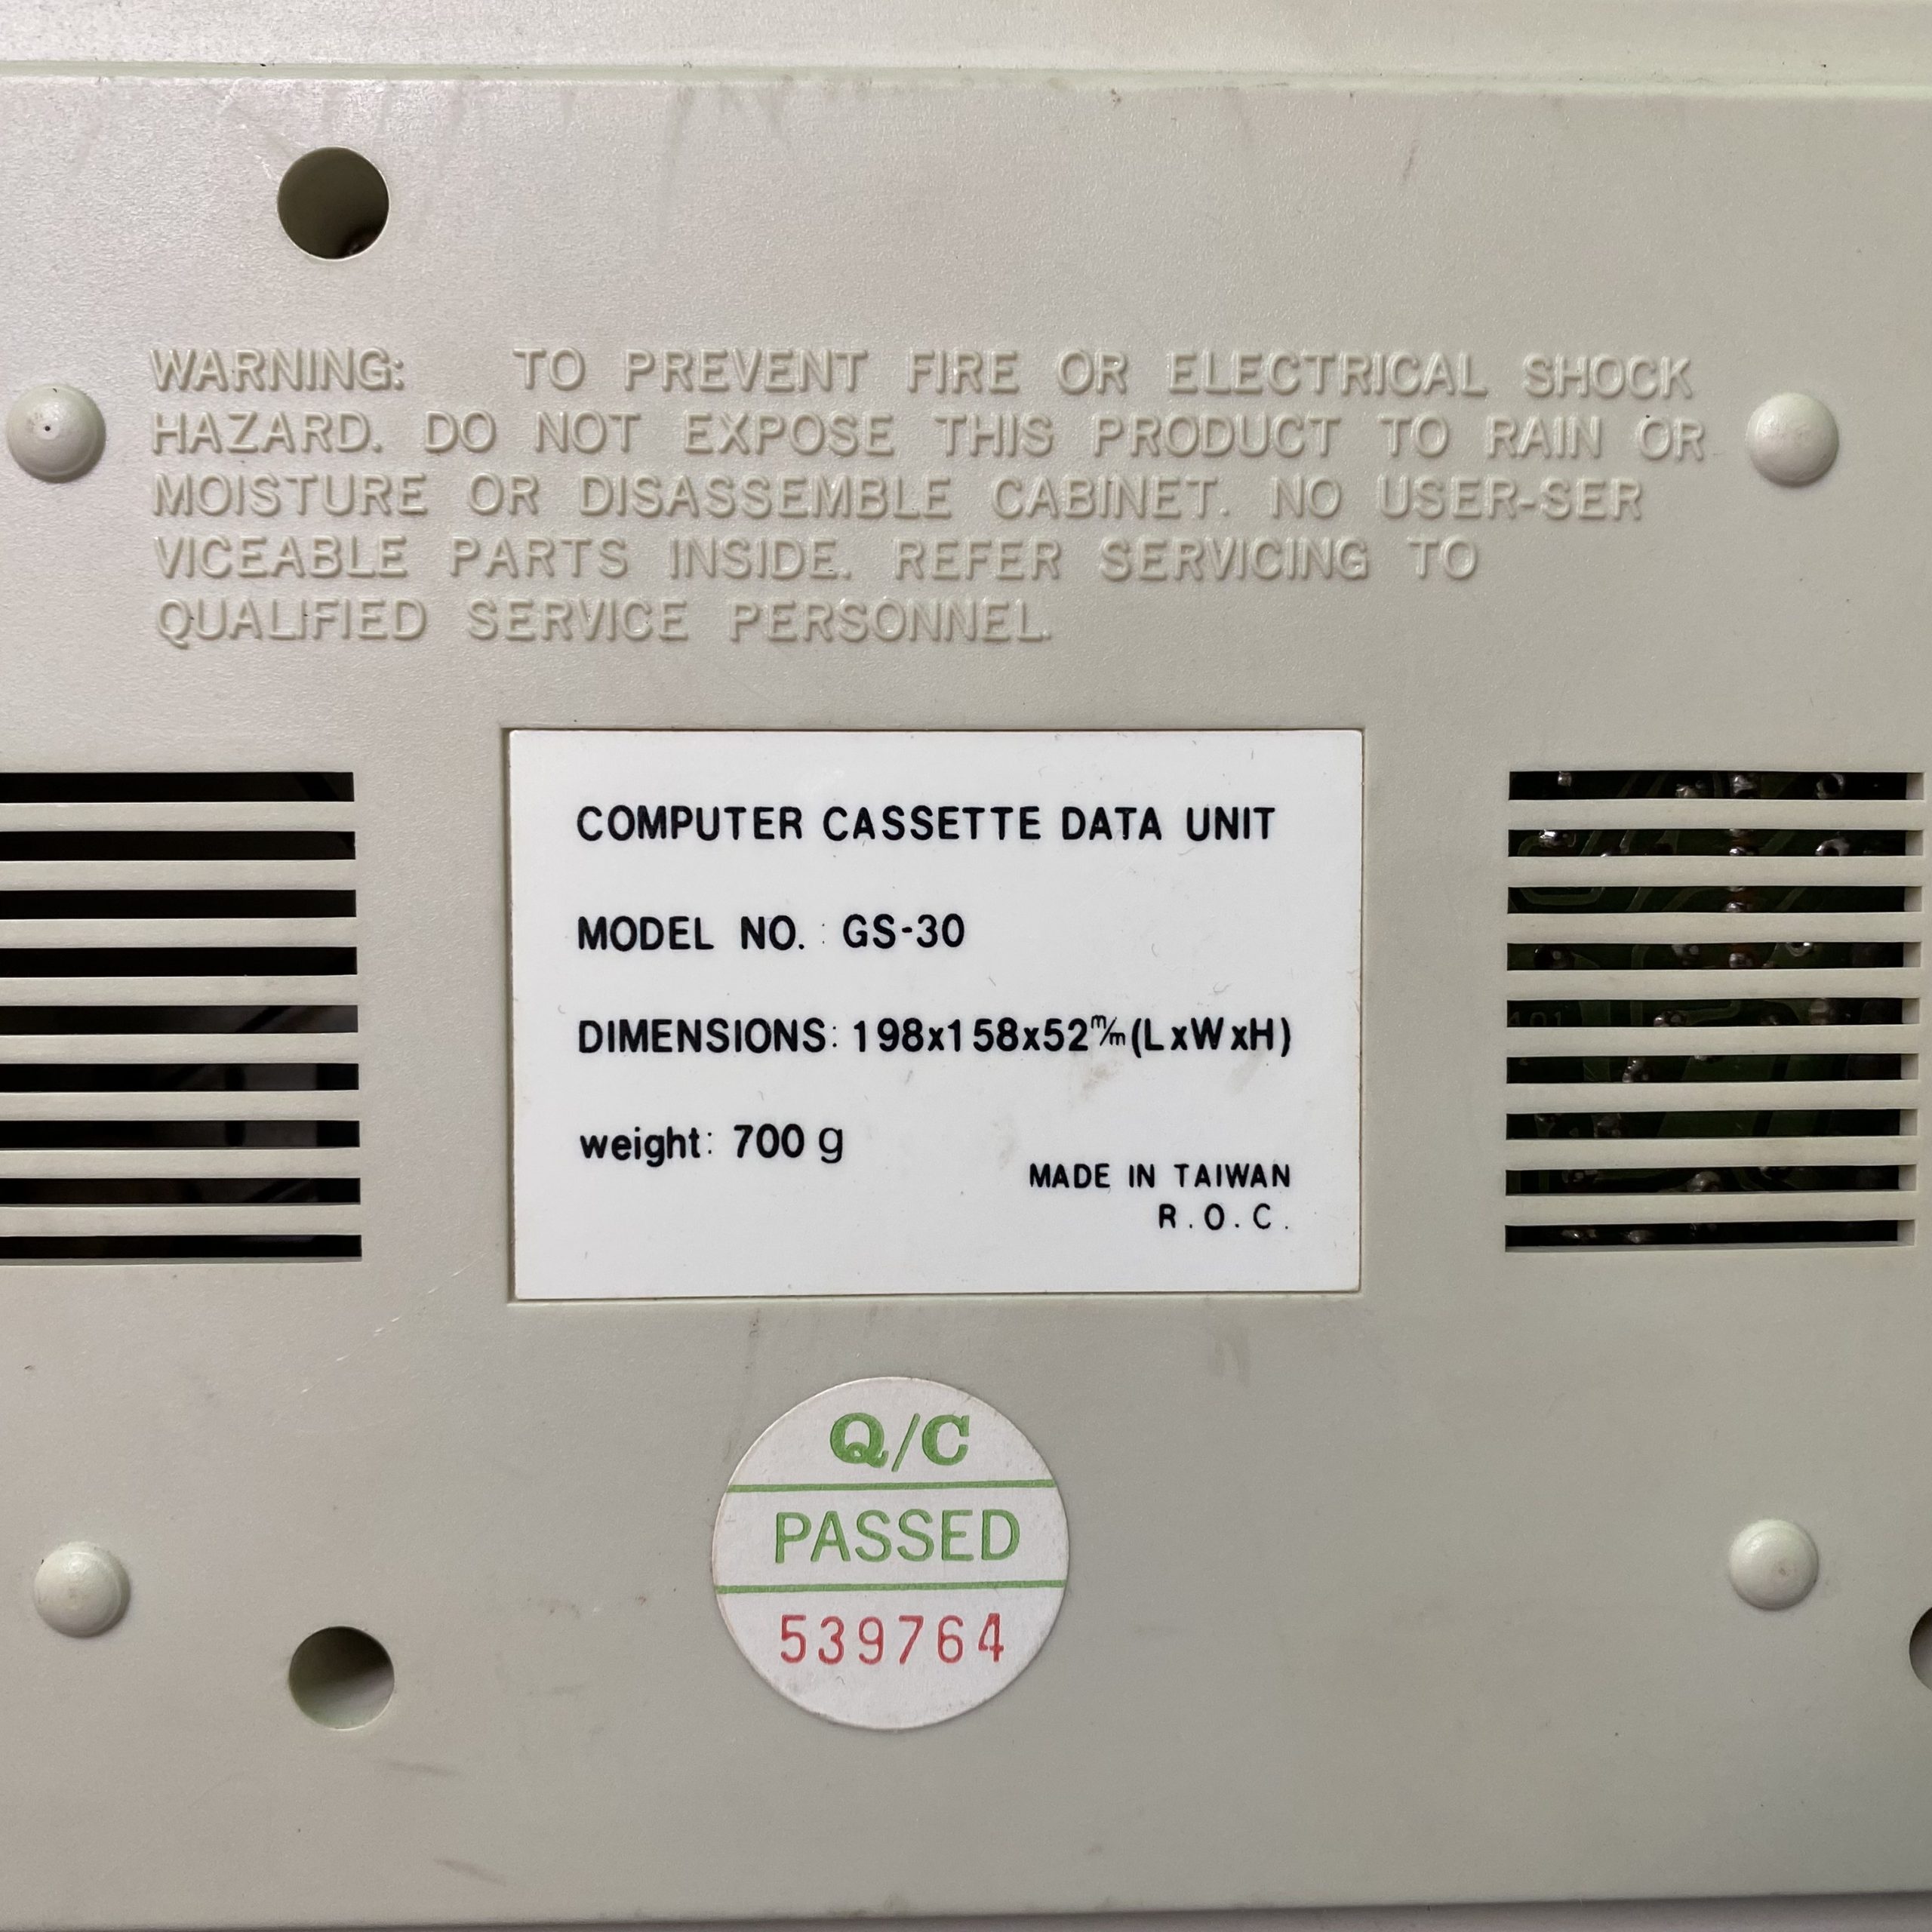 WARNING: TO PREVENT FIRE OR ELECTRICAL SHOCK
HAZARD. DO NOT EXPOSE THIS PRODUCT TO RAIN OR
MOISTURE OR DISASSEMBLE CABINET. NO USER-SER
VICEABLE PARTS INSIDE. REFER SERVICING TO
QUALIFIED SERVICE PERSONNEL.
COMPUTER CASSETTE DATA UNIT
MODEL NO. : GS-30
DIMENSIONS: 198x158x52m/m(LxWxH)
weight: 700 g
MADE IN TAIWAN
R.O.C.
Q/C
PASSED
539764